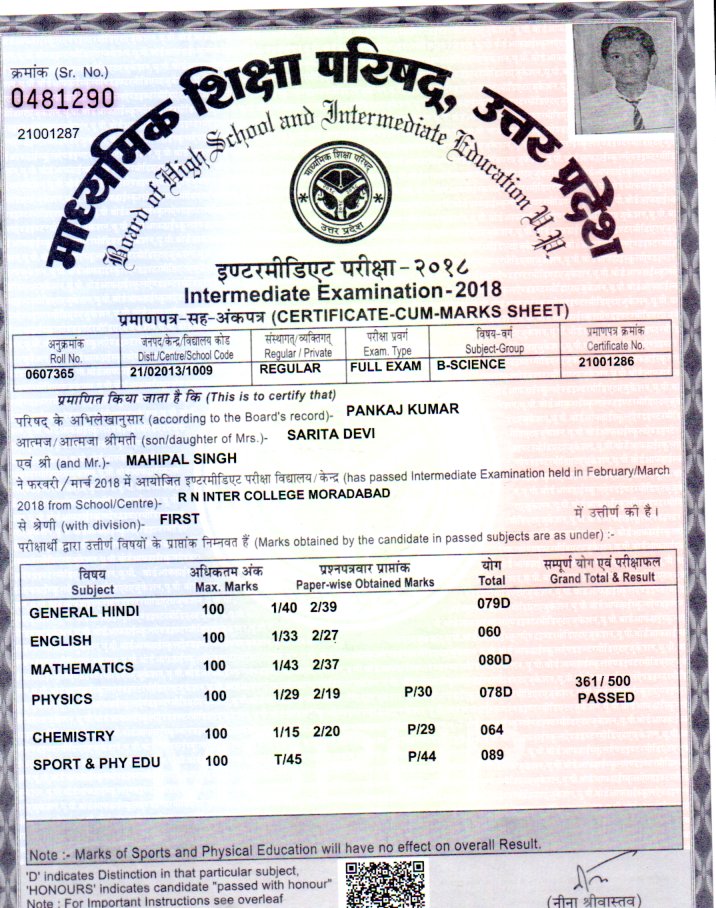 क्रमांक (Sr. No.)
0481290
21001287
माध्यमिक शिक्षा परिषद्, उत्तर प्रदेश
Board of High School and Intermediate Education U.P.
माध्यमिक शिक्षा परिषद
उत्तर प्रदेश
इण्टरमीडिएट परीक्षा-२०१८
Intermediate Examination-2018
प्रमाणपत्र-सह-अंकपत्र (CERTIFICATE-CUM-MARKS SHEET)
अनुक्रमांक जनपद/केन्द्र/विद्यालय कोड संस्थागत/व्यक्तिगत परीक्षा प्रवर्ग विषय-वर्ग प्रमाणपत्र क्रमांक
Roll No. Distt./Centre/School Code Regular / Private Exam. Type Subject-Group Certificate No.
0607365 21/02013/1009 REGULAR FULL EXAM B-SCIENCE 21001286
प्रमाणित किया जाता है कि (This is to certify that)
परिषद् के अभिलेखानुसार (according to the Board's record)- PANKAJ KUMAR
आत्मज/आत्मजा श्रीमती (son/daughter of Mrs.)- SARITA DEVI
एवं श्री (and Mr.)- MAHIPAL SINGH
ने फरवरी/मार्च 2018 में आयोजित इण्टरमीडिएट परीक्षा विद्यालय/केन्द्र (has passed Intermediate Examination held in February/March
2018 from School/Centre)- R N INTER COLLEGE MORADABAD
से श्रेणी (with division)- FIRST में उत्तीर्ण की है।
परीक्षार्थी द्वारा उत्तीर्ण विषयों के प्राप्तांक निम्नवत हैं (Marks obtained by the candidate in passed subjects are as under) :-
विषय अधिकतम अंक प्रश्नपत्रवार प्राप्तांक योग सम्पूर्ण योग एवं परीक्षाफल
Subject Max. Marks Paper-wise Obtained Marks Total Grand Total & Result
GENERAL HINDI 100 1/40 2/39 079D
ENGLISH 100 1/33 2/27 060
MATHEMATICS 100 1/43 2/37 080D
361/ 500
PHYSICS 100 1/29 2/19 P/30 078D PASSED
CHEMISTRY 100 1/15 2/20 P/29 064
SPORT & PHY EDU 100 T/45 P/44 089
Note :- Marks of Sports and Physical Education will have no effect on overall Result.
'D' indicates Distinction in that particular subject,
'HONOURS' indicates candidate "passed with honour"
Note : For Important Instructions see overleaf
(नीना श्रीवास्तव)